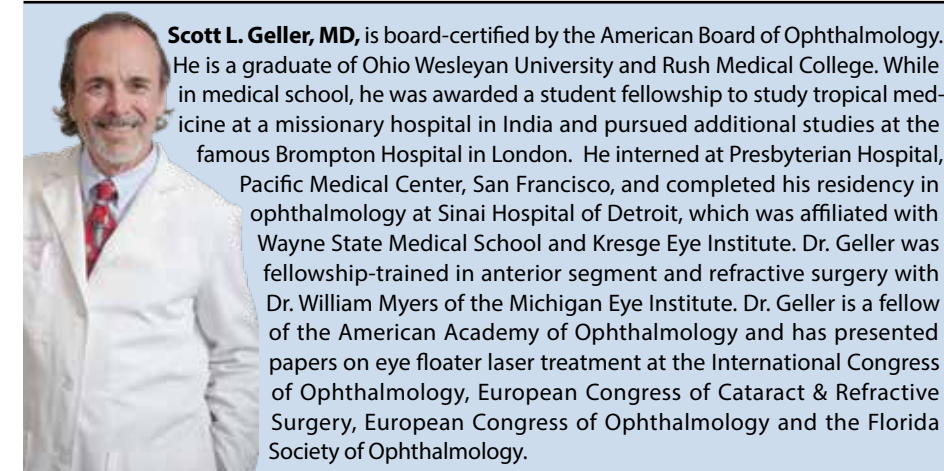 Scott L. Geller, MD, is board-certified by the American Board of Ophthalmology.
He is a graduate of Ohio Wesleyan University and Rush Medical College. While
in medical school, he was awarded a student fellowship to study tropical med-
icine at a missionary hospital in India and pursued additional studies at the
famous Brompton Hospital in London. He interned at Presbyterian Hospital,
Pacific Medical Center, San Francisco, and completed his residency in
ophthalmology at Sinai Hospital of Detroit, which was affiliated with
Wayne State Medical School and Kresge Eye Institute. Dr. Geller was
fellowship-trained in anterior segment and refractive surgery with
Dr. William Myers of the Michigan Eye Institute. Dr. Geller is a fellow
of the American Academy of Ophthalmology and has presented
papers on eye floater laser treatment at the International Congress
of Ophthalmology, European Congress of Cataract & Refractive
Surgery, European Congress of Ophthalmology and the Florida
Society of Ophthalmology.